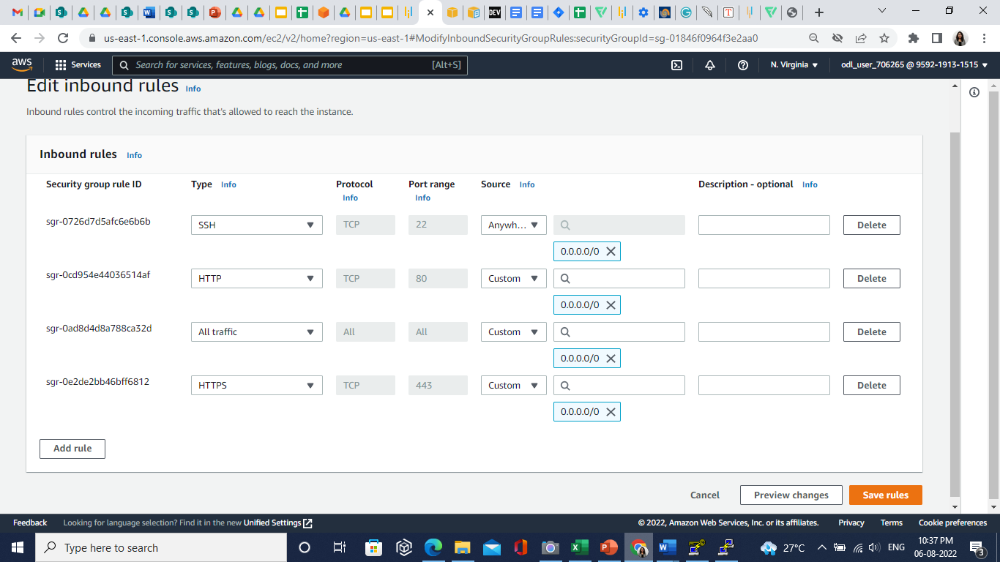 us-east-1.console.aws.amazon.com/ec2/v2/home?region=us-east-1#ModifyInboundSecurityGroupRules:securityGroupId=sg-01846f0964f3e2aa0
aws Services Search for services, features, blogs, docs, and more [Alt+S] N. Virginia odl_user_706265 @ 9592-1913-1515
Edit inbound rules Info
Inbound rules control the incoming traffic that's allowed to reach the instance.
Inbound rules Info
Security group rule ID Type Info Protocol Info Port range Info Source Info Description - optional Info
sgr-0726d7d5afc6e6b6b SSH TCP 22 Anywh... Delete
0.0.0.0/0
sgr-0cd954e44036514af HTTP TCP 80 Custom Delete
0.0.0.0/0
sgr-0ad8d4d8a788ca32d All traffic All All Custom Delete
0.0.0.0/0
sgr-0e2de2bb46bff6812 HTTPS TCP 443 Custom Delete
0.0.0.0/0
Add rule
Cancel Preview changes Save rules
Feedback Looking for language selection? Find it in the new Unified Settings © 2022, Amazon Web Services, Inc. or its affiliates. Privacy Terms Cookie preferences
Type here to search 27°C ENG 10:37 PM
06-08-2022 3